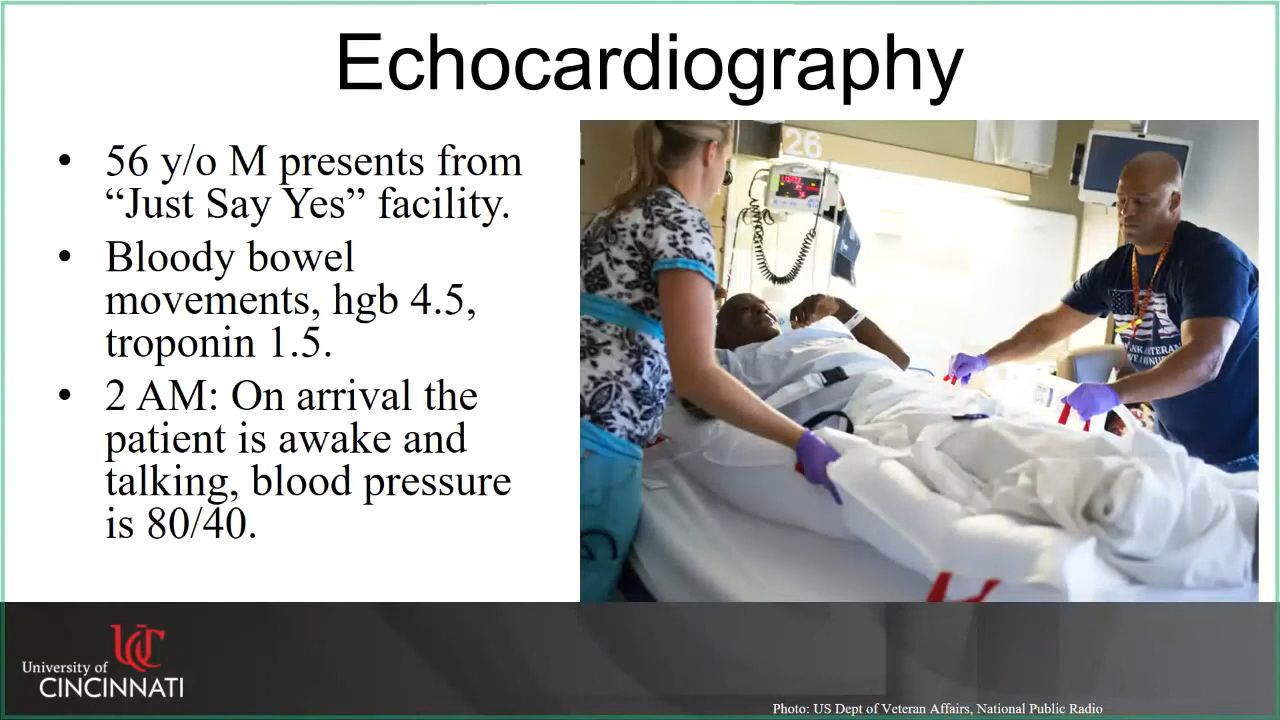 Echocardiography
• 56 y/o M presents from
“Just Say Yes” facility.
• Bloody bowel
movements, hgb 4.5,
troponin 1.5.
• 2 AM: On arrival the
patient is awake and
talking, blood pressure
is 80/40.
26
UC
University of
CINCINNATI
Photo: US Dept of Veteran Affairs, National Public Radio